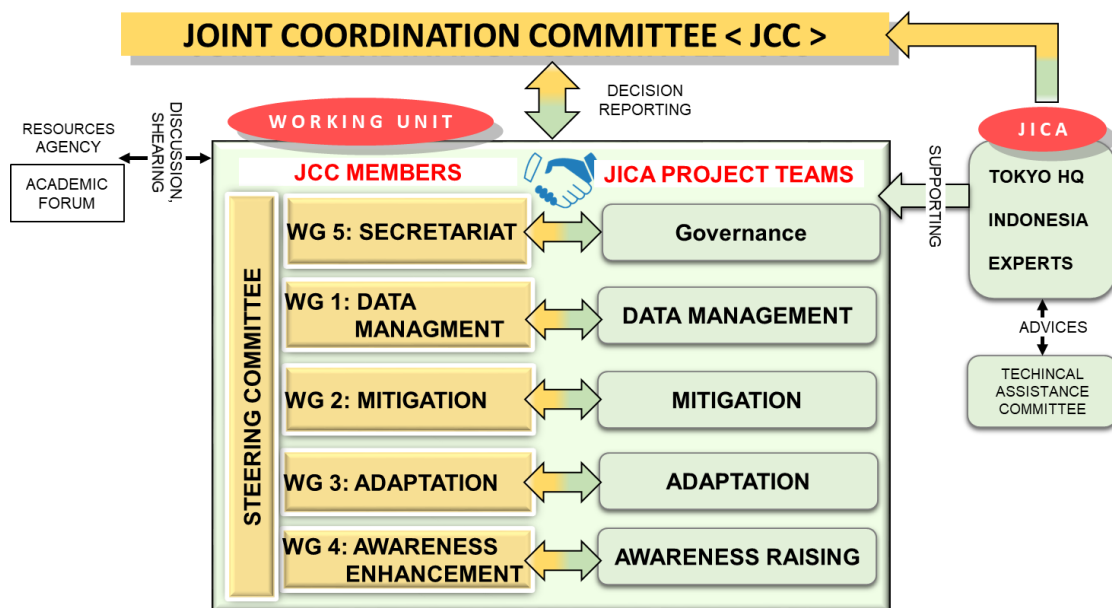 JOINT COORDINATION COMMITTEE < JCC >
DECISION
REPORTING
WORKING UNIT
JICA
RESOURCES
AGENCY
DISCUSSION,
SHEARING
ACADEMIC
FORUM
JCC MEMBERS
JICA PROJECT TEAMS
SUPPORTING
TOKYO HQ
INDONESIA
EXPERTS
STEERING COMMITTEE
WG 5: SECRETARIAT
Governance
WG 1: DATA
MANAGMENT
DATA MANAGEMENT
WG 2: MITIGATION
MITIGATION
WG 3: ADAPTATION
ADAPTATION
WG 4: AWARENESS
ENHANCEMENT
AWARENESS RAISING
ADVICES
TECHINCAL
ASSISTANCE
COMMITTEE